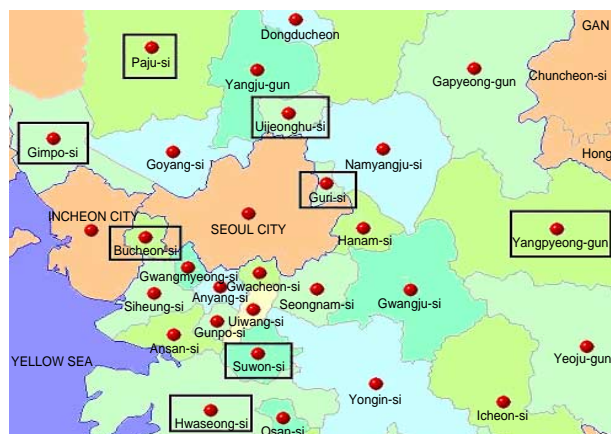 Dongducheon
GAN
Paju-si
Yangju-gun
Gapyeong-gun
Chuncheon-si
Uijeonghu-si
Gimpo-si
Goyang-si
Namyangju-si
Hong
Guri-si
INCHEON CITY
SEOUL CITY
Hanam-si
Yangpyeong-gun
Bucheon-si
Gwangmyeong-si
Gwacheon-si
Anyang-si
Seongnam-si
Gwangju-si
Siheung-si
Uiwang-si
Gunpo-si
Ansan-si
YELLOW SEA
Suwon-si
Yeoju-gun
Yongin-si
Icheon-si
Hwaseong-si
Osan-si